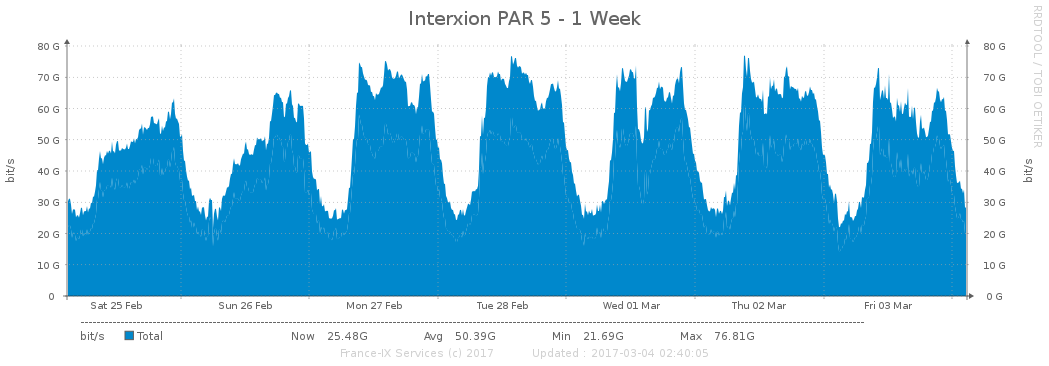 Interxion PAR 5 - 1 Week
RRDTOOL / TOBI OETIKER
80 G 80 G
70 G 70 G
60 G 60 G
50 G 50 G
40 G 40 G
30 G 30 G
20 G 20 G
10 G 10 G
0 0 G
bit/s
bit/s
Sat 25 Feb Sun 26 Feb Mon 27 Feb Tue 28 Feb Wed 01 Mar Thu 02 Mar Fri 03 Mar
bit/s Total Now 25.48G Avg 50.39G Min 21.69G Max 76.81G
France-IX Services (c) 2017 Updated : 2017-03-04 02:40:05